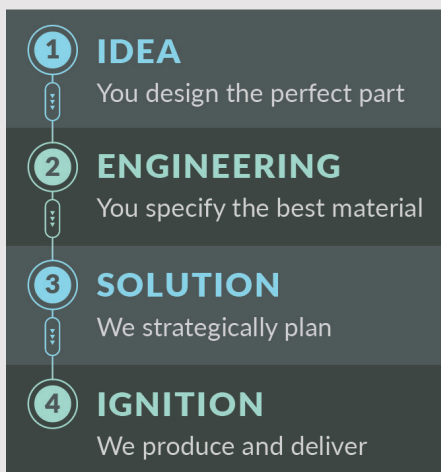 1
IDEA
You design the perfect part
2
ENGINEERING
You specify the best material
3
SOLUTION
We strategically plan
4
IGNITION
We produce and deliver